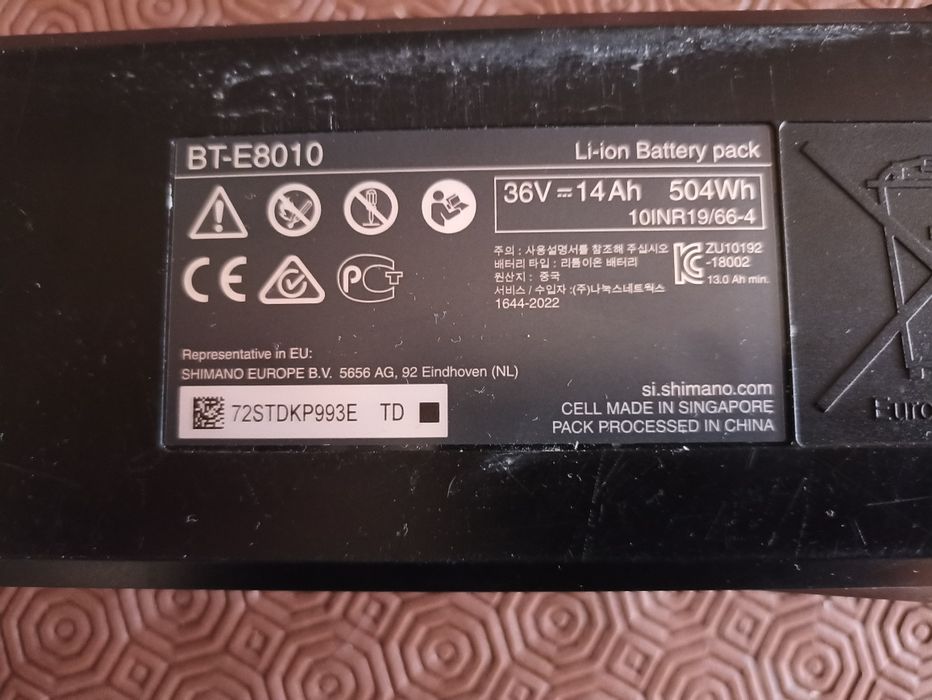 BT-E8010
Li-ion Battery pack
36V ⎓ 14Ah 504Wh
10INR19/66-4
주의 : 사용설명서를 참조해 주십시오
배터리 타입 : 리튬이온 배터리
원산지 : 중국
서비스 / 수입자 :(주)나눅스네트웍스
1644-2022
ZU10192
-18002
13.0 Ah min.
CE
Representative in EU:
SHIMANO EUROPE B.V. 5656 AG, 92 Eindhoven (NL)
72STDKP993E TD
si.shimano.com
CELL MADE IN SINGAPORE
PACK PROCESSED IN CHINA